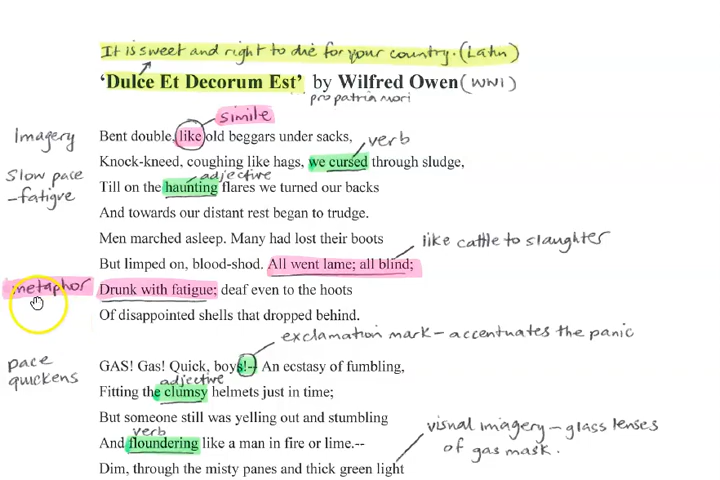 It is sweet and right to die for your country. (Latin)
'Dulce Et Decorum Est' by Wilfred Owen (WW1)
pro patria mori
simile
Imagery Bent double, like old beggars under sacks,
verb
Knock-kneed, coughing like hags, we cursed through sludge,
Slow pace adjective
-fatigue Till on the haunting flares we turned our backs
And towards our distant rest began to trudge.
Men marched asleep. Many had lost their boots like cattle to slaughter
But limped on, blood-shod. All went lame; all blind;
metaphor Drunk with fatigue; deaf even to the hoots
Of disappointed shells that dropped behind.
exclamation mark - accentuates the panic
pace GAS! Gas! Quick, boys!-- An ecstasy of fumbling,
quickens adjective
Fitting the clumsy helmets just in time;
But someone still was yelling out and stumbling
visual imagery - glass lenses
verb
And floundering like a man in fire or lime.--
of gas mask.
Dim, through the misty panes and thick green light